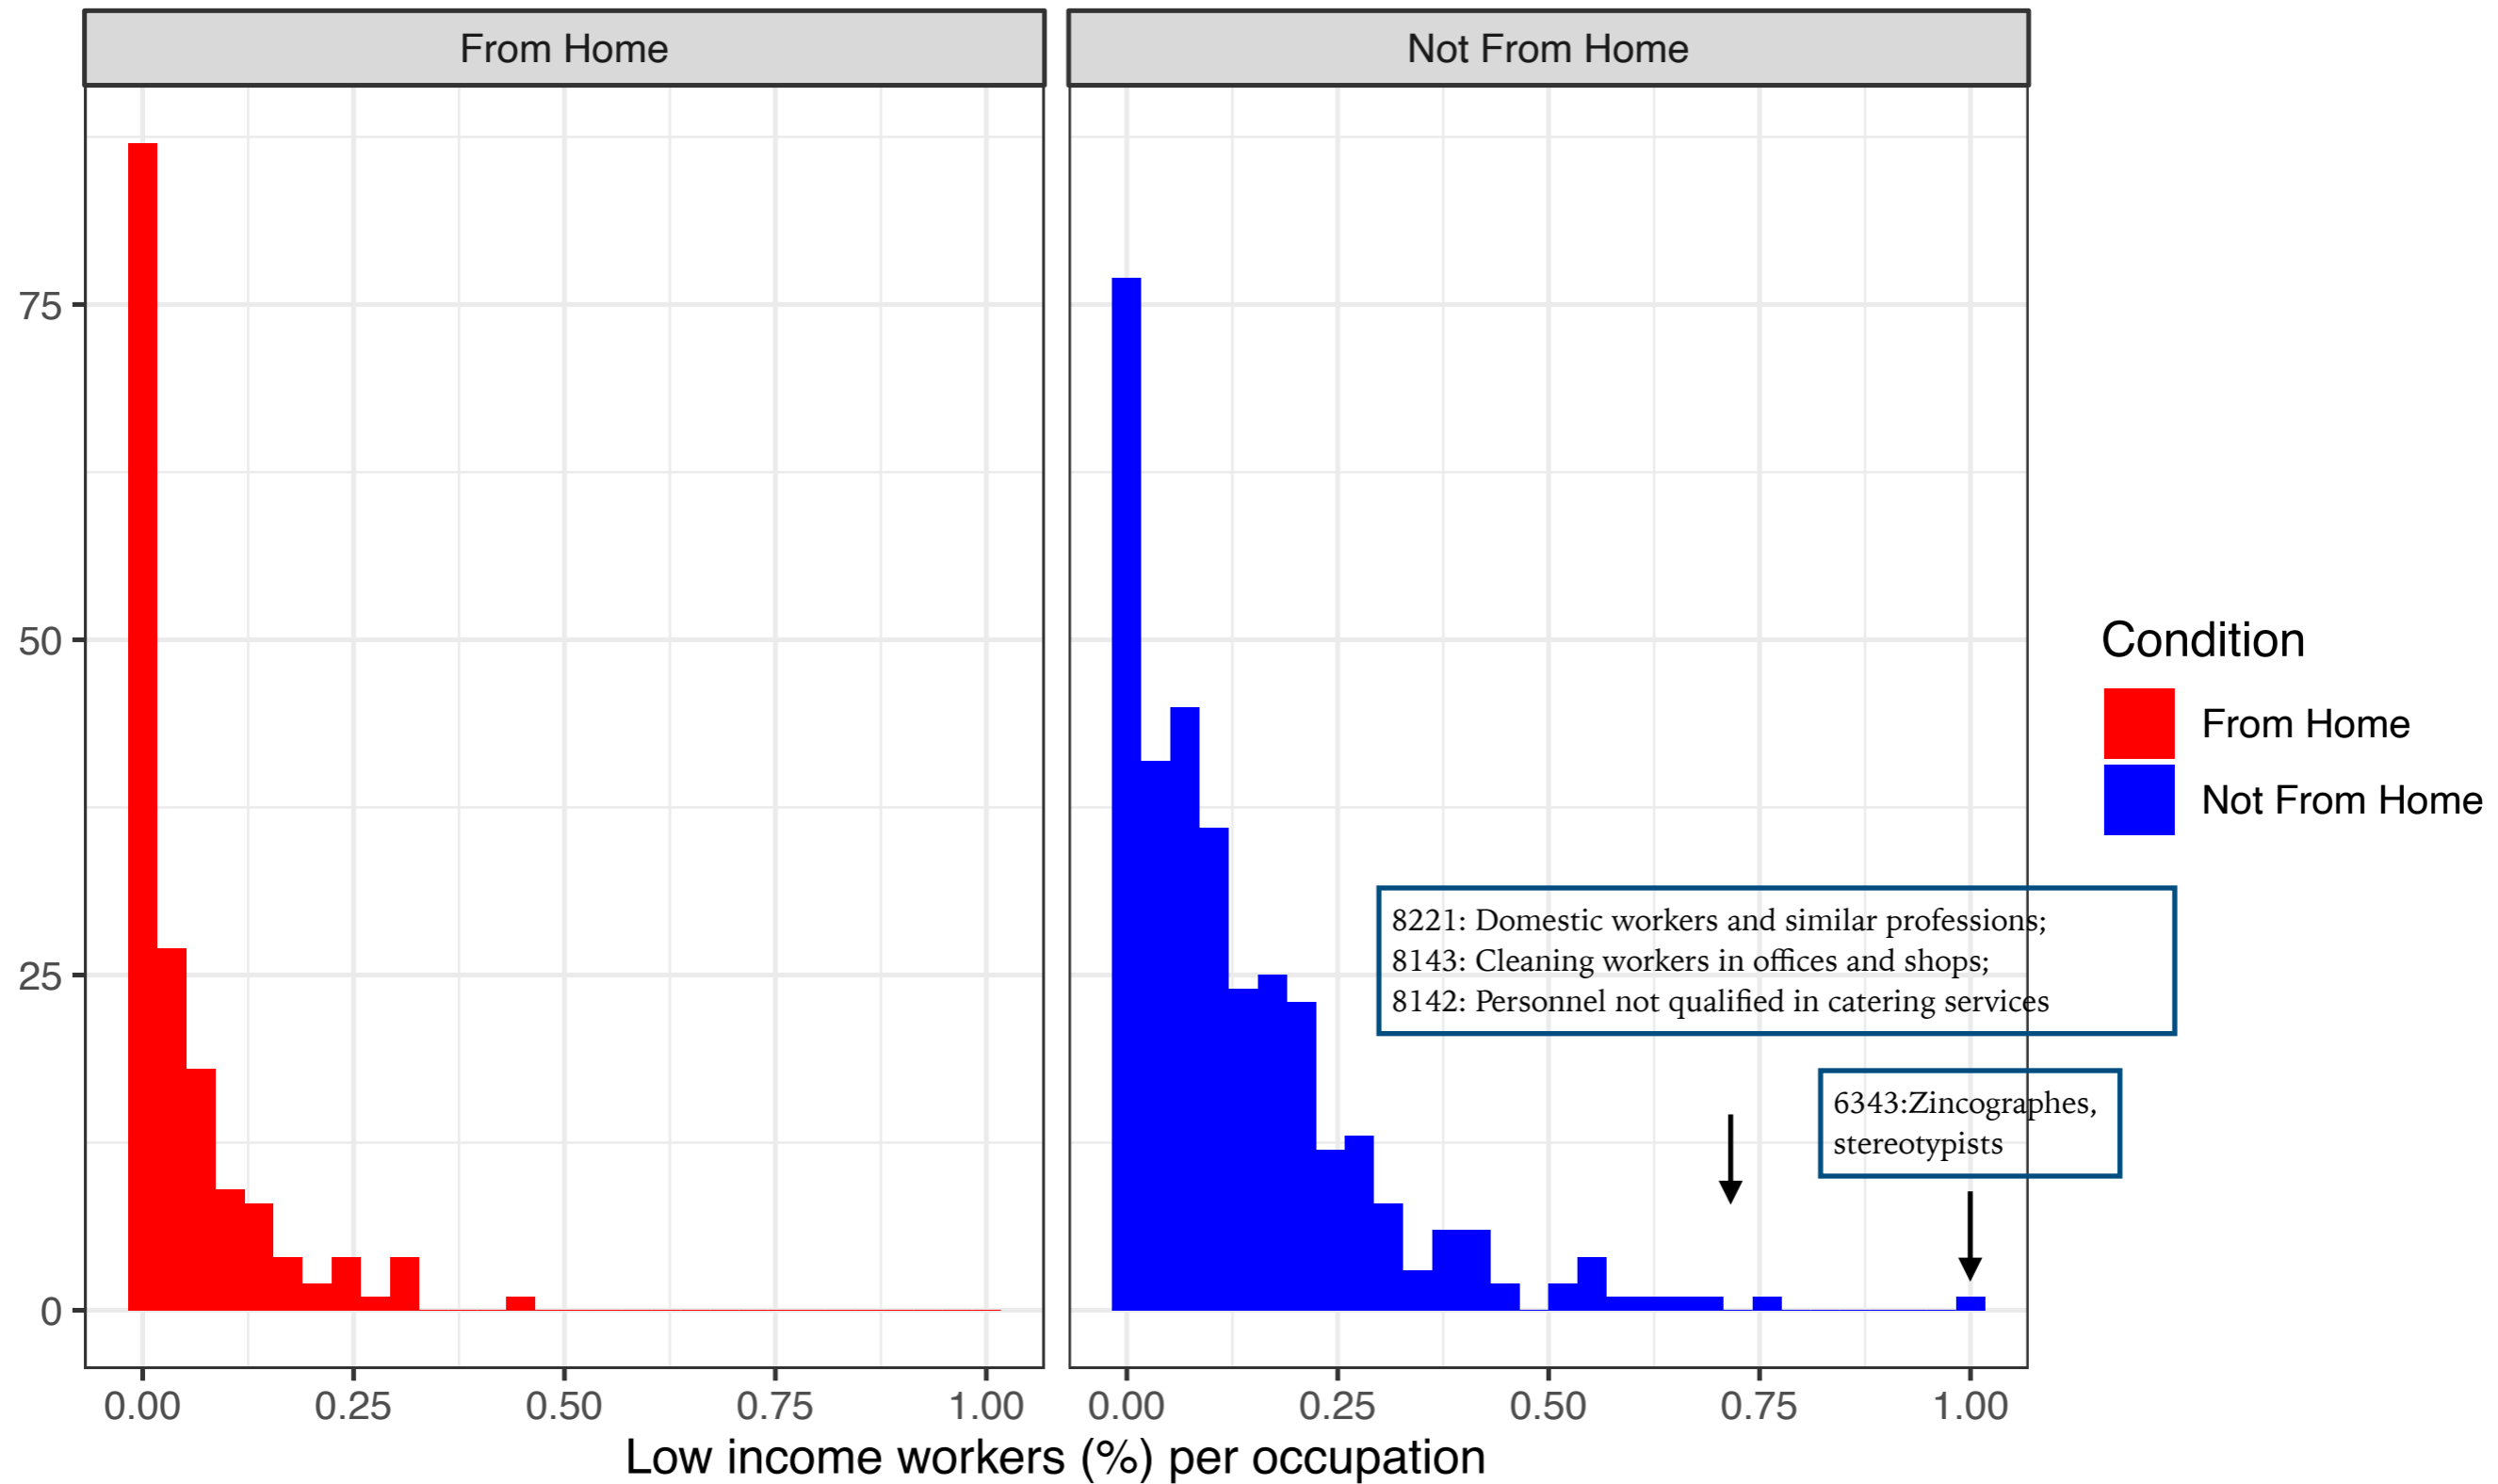 From Home
Not From Home
75
50
25
0
0.00 0.25 0.50 0.75 1.00
0.00 0.25 0.50 0.75 1.00
Low income workers (%) per occupation
8221: Domestic workers and similar professions;
8143: Cleaning workers in offices and shops;
8142: Personnel not qualified in catering services
6343:Zincographes,
stereotypists
Condition
From Home
Not From Home